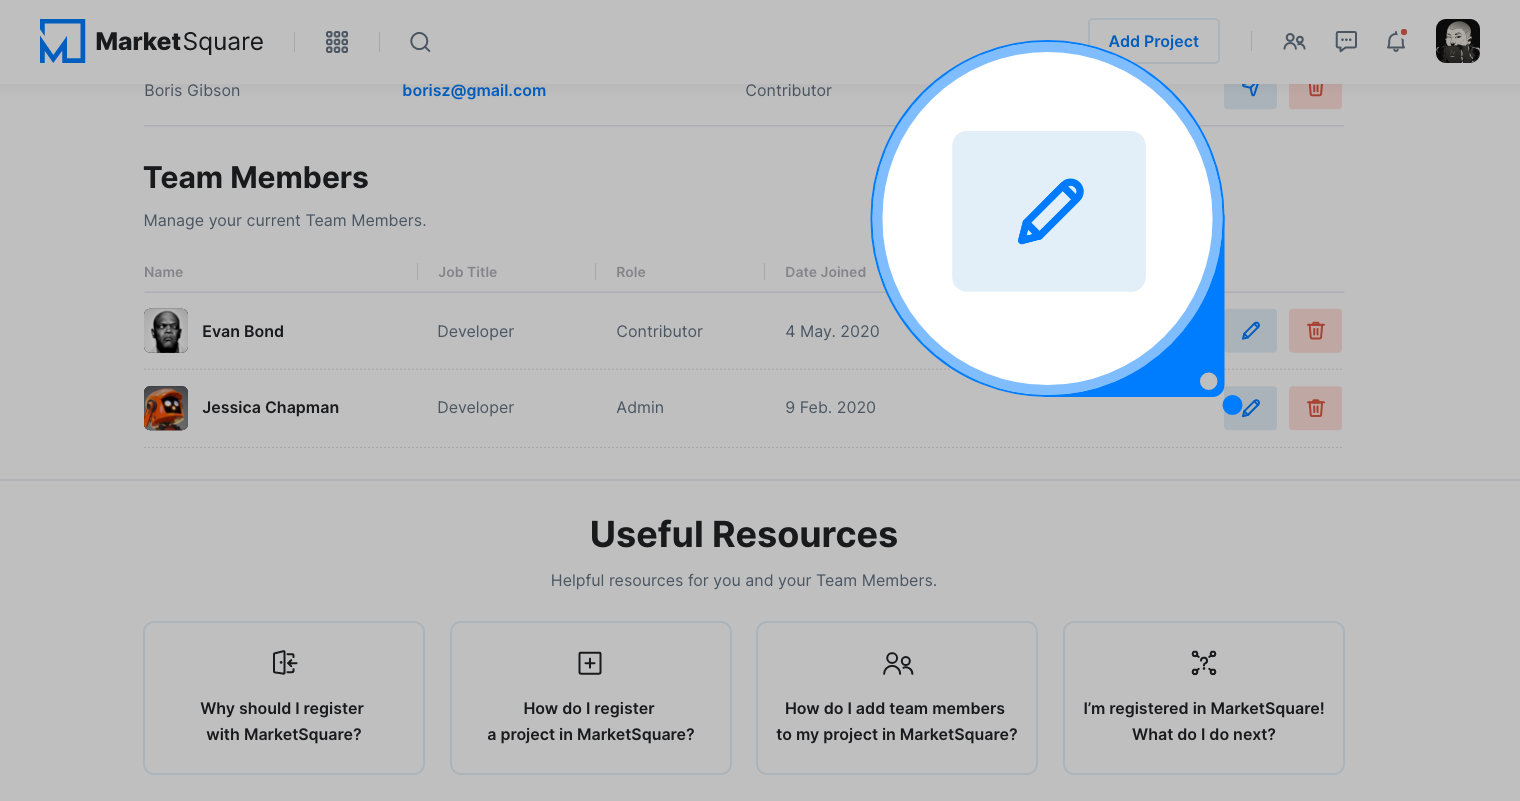 MarketSquare
Add Project
Boris Gibson borisz@gmail.com Contributor
Team Members
Manage your current Team Members.
Name Job Title Role Date Joined
Evan Bond Developer Contributor 4 May. 2020
Jessica Chapman Developer Admin 9 Feb. 2020
Useful Resources
Helpful resources for you and your Team Members.
Why should I register
with MarketSquare?
How do I register
a project in MarketSquare?
How do I add team members
to my project in MarketSquare?
I’m registered in MarketSquare!
What do I do next?